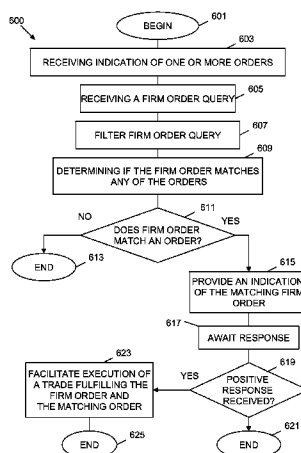 600
BEGIN
601
603
RECEIVING INDICATION OF ONE OR MORE ORDERS
605
RECEIVING A FIRM ORDER QUERY
607
FILTER FIRM ORDER QUERY
609
DETERMINING IF THE FIRM ORDER MATCHES
ANY OF THE ORDERS
611
NO
DOES FIRM ORDER
MATCH AN ORDER?
YES
END
613
615
PROVIDE AN INDICATION
OF THE MATCHING FIRM
ORDER
617
AWAIT RESPONSE
619
POSITIVE
RESPONSE
RECEIVED?
YES
623
FACILITATE EXECUTION OF
A TRADE FULFILLING THE
FIRM ORDER AND
THE MATCHING ORDER
625
END
621
END